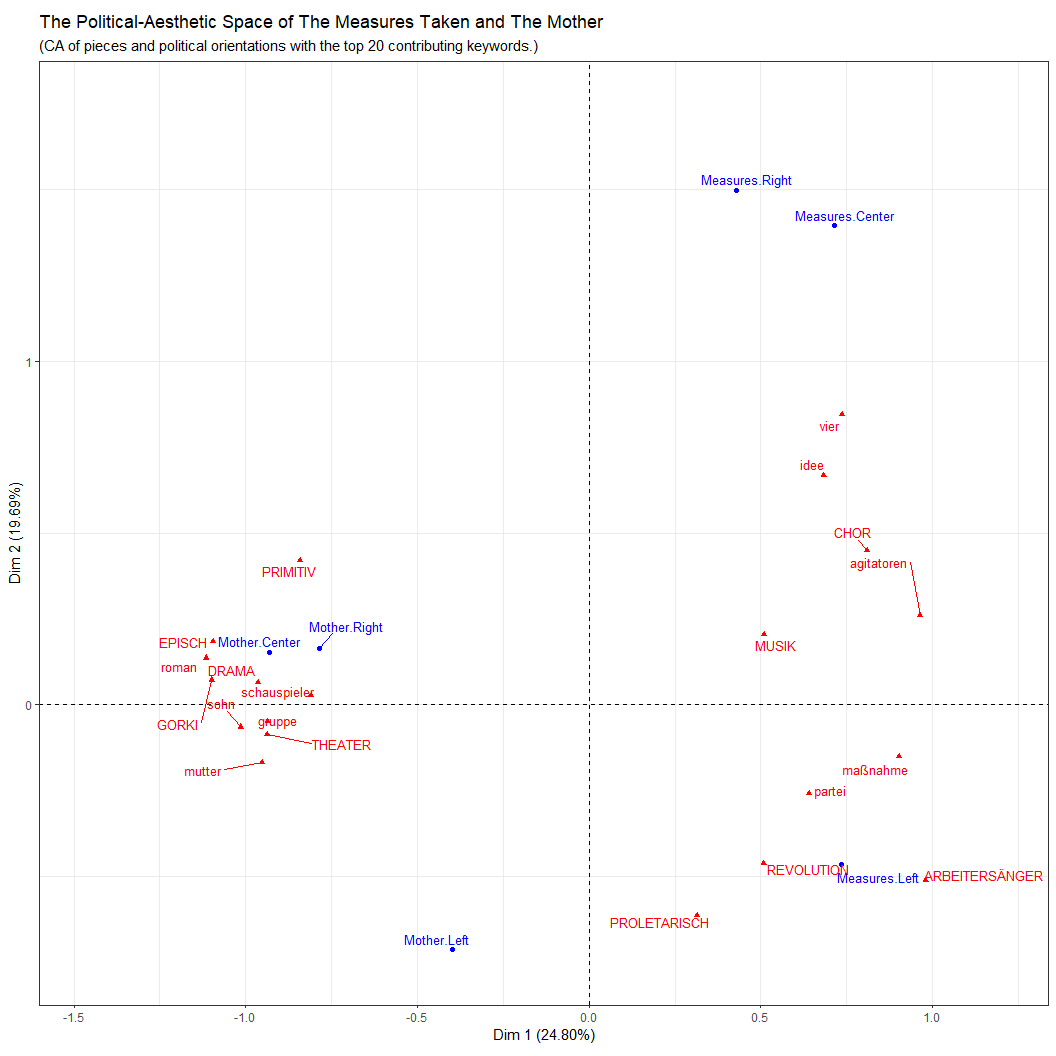 The Political-Aesthetic Space of The Measures Taken and The Mother
(CA of pieces and political orientations with the top 20 contributing keywords.)
Measures.Right
Measures.Center
1
vier
idee
CHOR
agitatoren
Dim 2 (19.69%)
PRIMITIV
Mother.Right
EPISCH
Mother.Center
MUSIK
roman
DRAMA
schauspieler
sohn
0
GORKI
gruppe
THEATER
mutter
maßnahme
partei
REVOLUTION
Measures.Left
ARBEITERSÄNGER
PROLETARISCH
Mother.Left
-1.5
-1.0
-0.5
0.0
0.5
1.0
Dim 1 (24.80%)